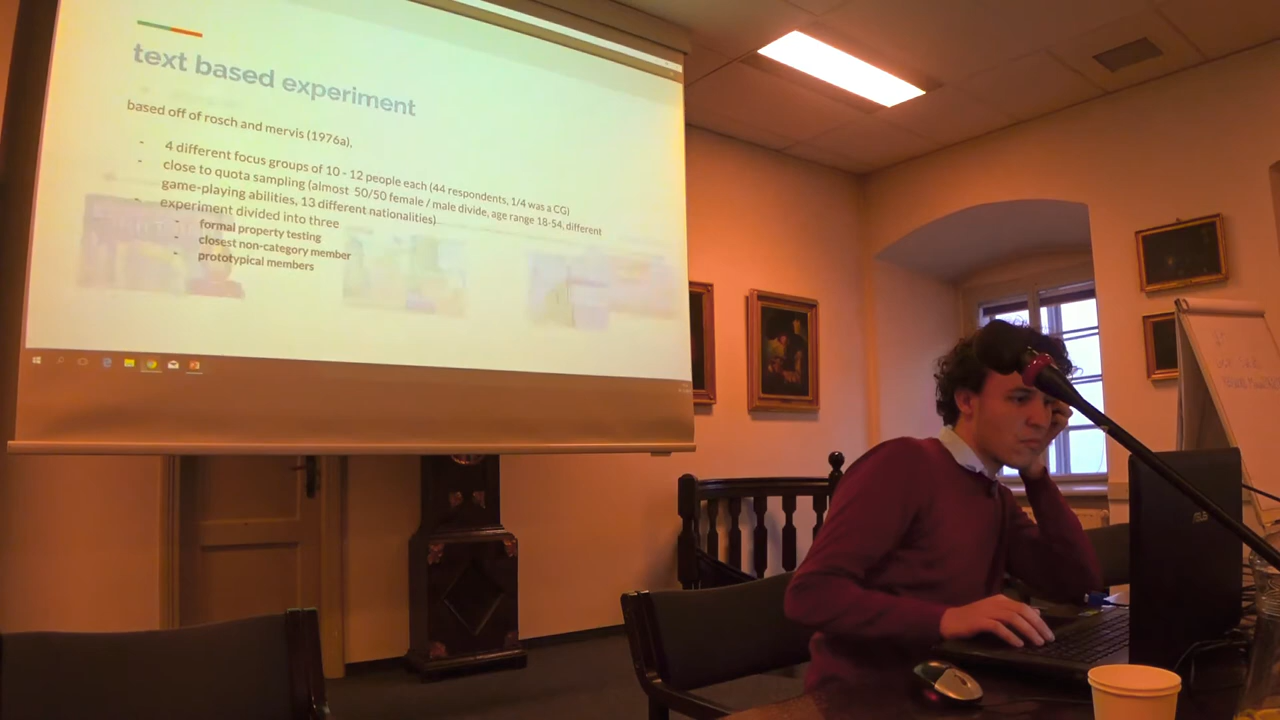 text based experiment
based off of rosch and mervis (1976a),
- 4 different focus groups of 10 - 12 people each (44 respondents, 1/4 was a CG)
- close to quota sampling (almost 50/50 female / male divide, age range 18-54, different
game-playing abilities, 13 different nationalities)
- experiment divided into three
- formal property testing
- closest non-category member
- prototypical members